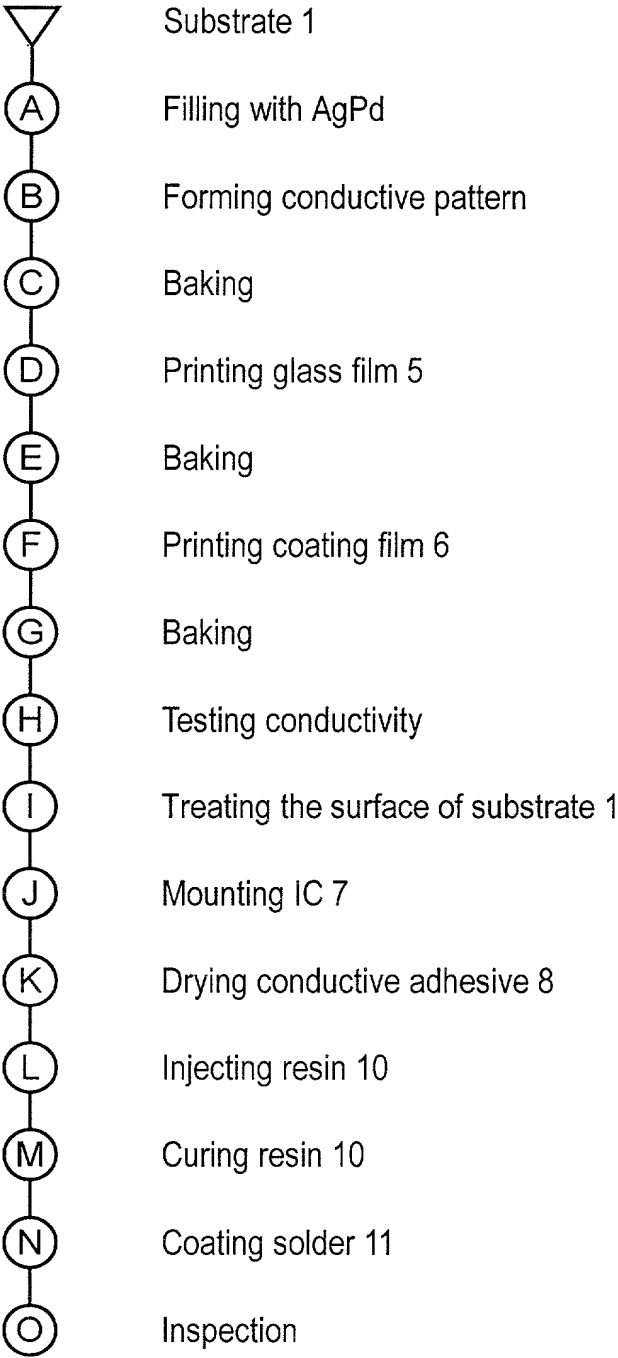 Substrate 1
A Filling with AgPd
B Forming conductive pattern
C Baking
D Printing glass film 5
E Baking
F Printing coating film 6
G Baking
H Testing conductivity
I Treating the surface of substrate 1
J Mounting IC 7
K Drying conductive adhesive 8
L Injecting resin 10
M Curing resin 10
N Coating solder 11
O Inspection